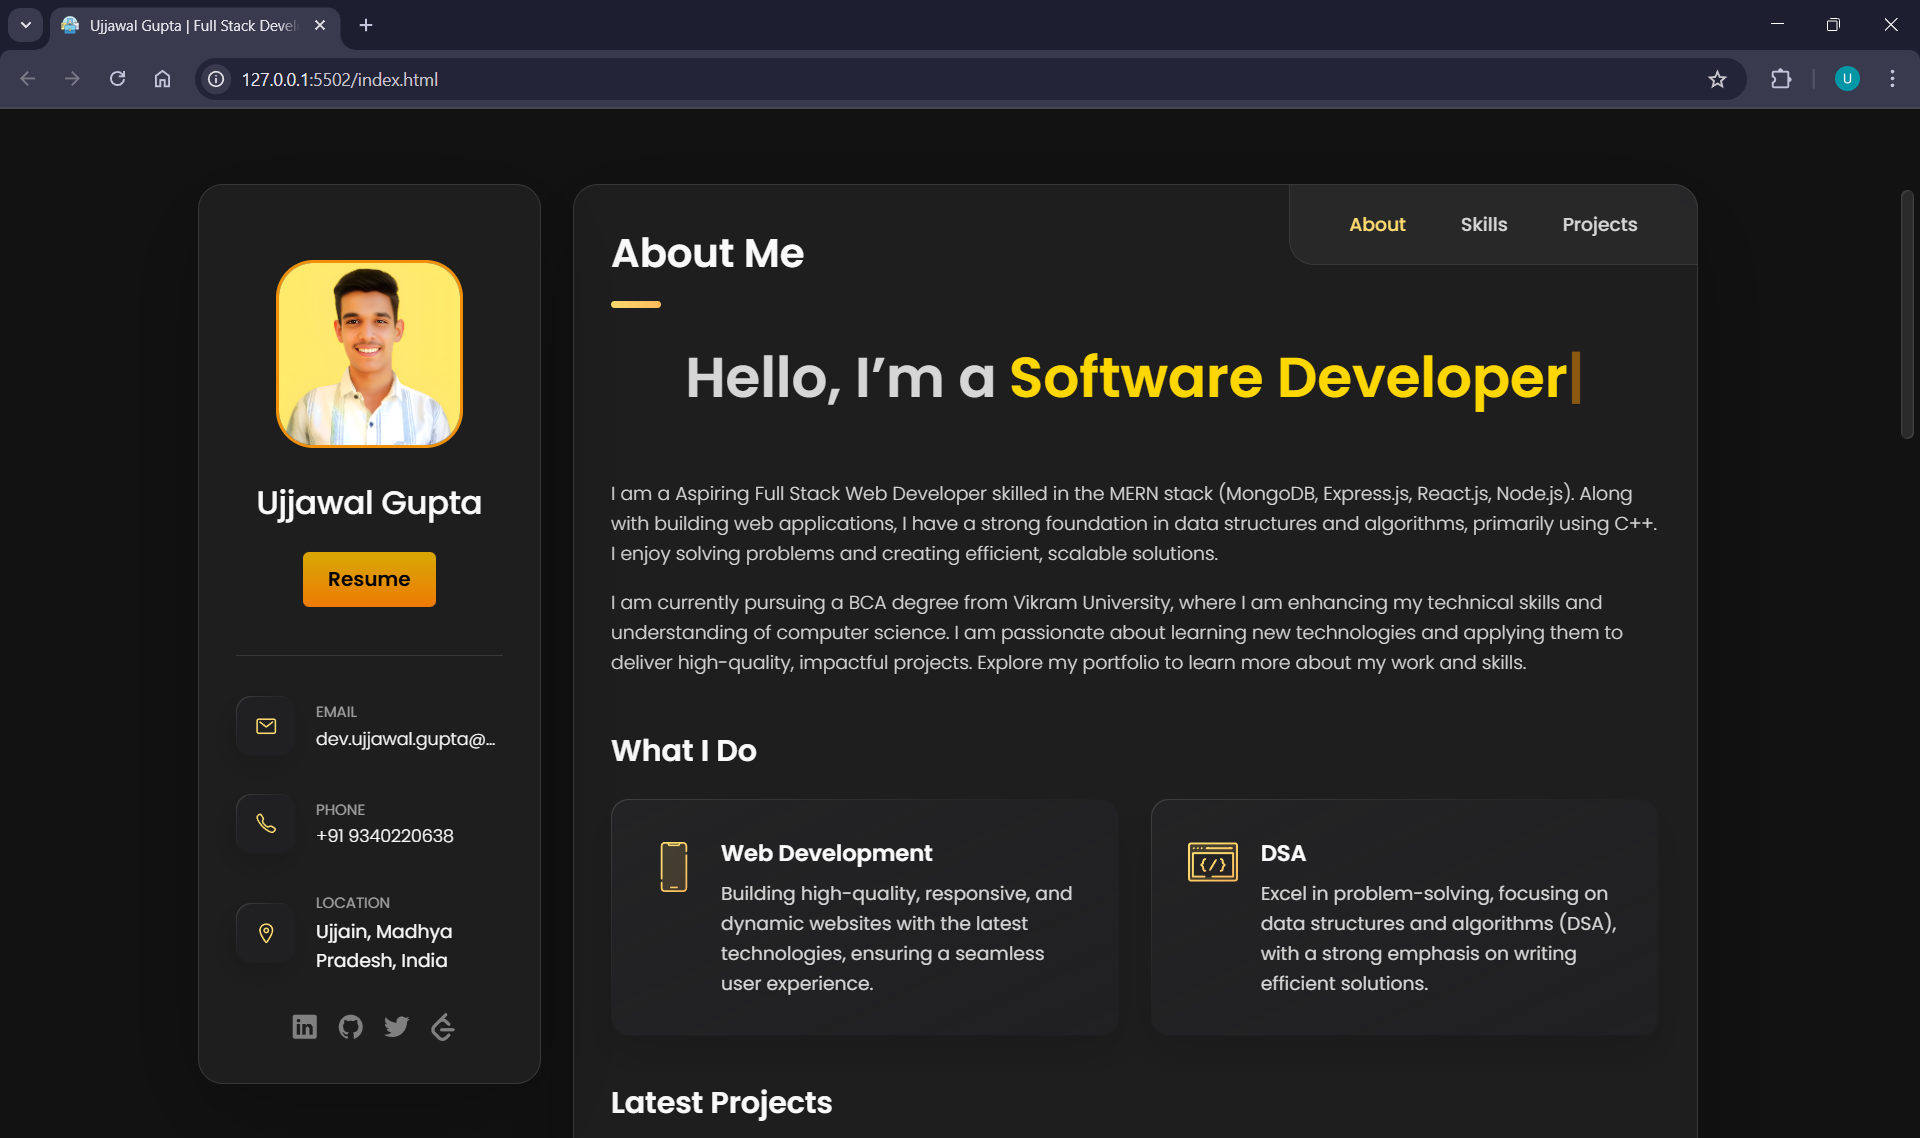 Ujjawal Gupta | Full Stack Devel
127.0.0.1:5502/index.html
About
Skills
Projects
Ujjawal Gupta
Resume
EMAIL
dev.ujjawal.gupta@...
PHONE
+91 9340220638
LOCATION
Ujjain, Madhya
Pradesh, India
About Me
Hello, I’m a Software Developer
I am a Aspiring Full Stack Web Developer skilled in the MERN stack (MongoDB, Express.js, React.js, Node.js). Along
with building web applications, I have a strong foundation in data structures and algorithms, primarily using C++.
I enjoy solving problems and creating efficient, scalable solutions.
I am currently pursuing a BCA degree from Vikram University, where I am enhancing my technical skills and
understanding of computer science. I am passionate about learning new technologies and applying them to
deliver high-quality, impactful projects. Explore my portfolio to learn more about my work and skills.
What I Do
Web Development
Building high-quality, responsive, and
dynamic websites with the latest
technologies, ensuring a seamless
user experience.
DSA
Excel in problem-solving, focusing on
data structures and algorithms (DSA),
with a strong emphasis on writing
efficient solutions.
Latest Projects
U